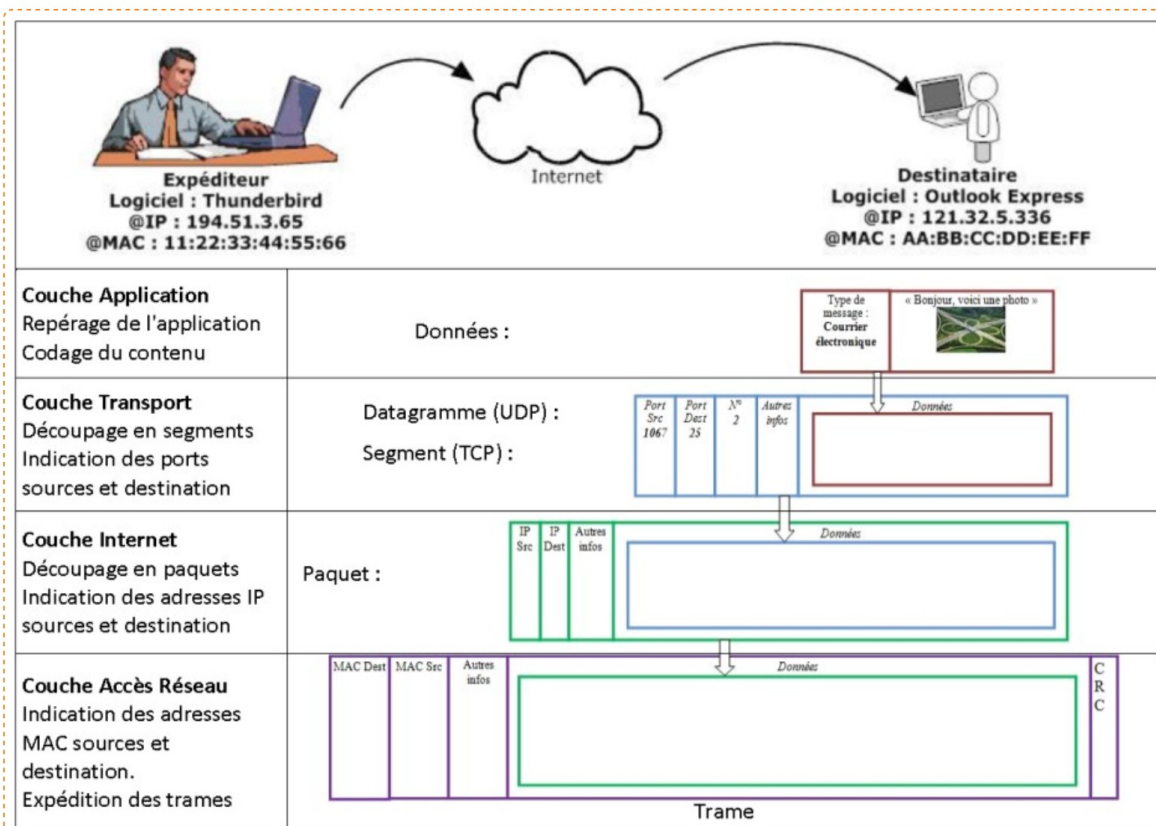 Expéditeur
Logiciel : Thunderbird
@IP : 194.51.3.65
@MAC : 11:22:33:44:55:66
Internet
Destinataire
Logiciel : Outlook Express
@IP : 121.32.5.336
@MAC : AA:BB:CC:DD:EE:FF
Couche Application
Repérage de l'application
Codage du contenu
Données :
Type de
message :
Courrier
électronique
« Bonjour, voici une photo »
Couche Transport
Découpage en segments
Indication des ports
sources et destination
Datagramme (UDP) :
Segment (TCP) :
Port
Src
1067
Port
Dest
25
N°
2
Autres
infos
Données
Couche Internet
Découpage en paquets
Indication des adresses IP
sources et destination
Paquet :
IP
Src
IP
Dest
Autres
infos
Données
Couche Accès Réseau
Indication des adresses
MAC sources et
destination.
Expédition des trames
MAC Dest
MAC Src
Autres
infos
Données
C
R
C
Trame